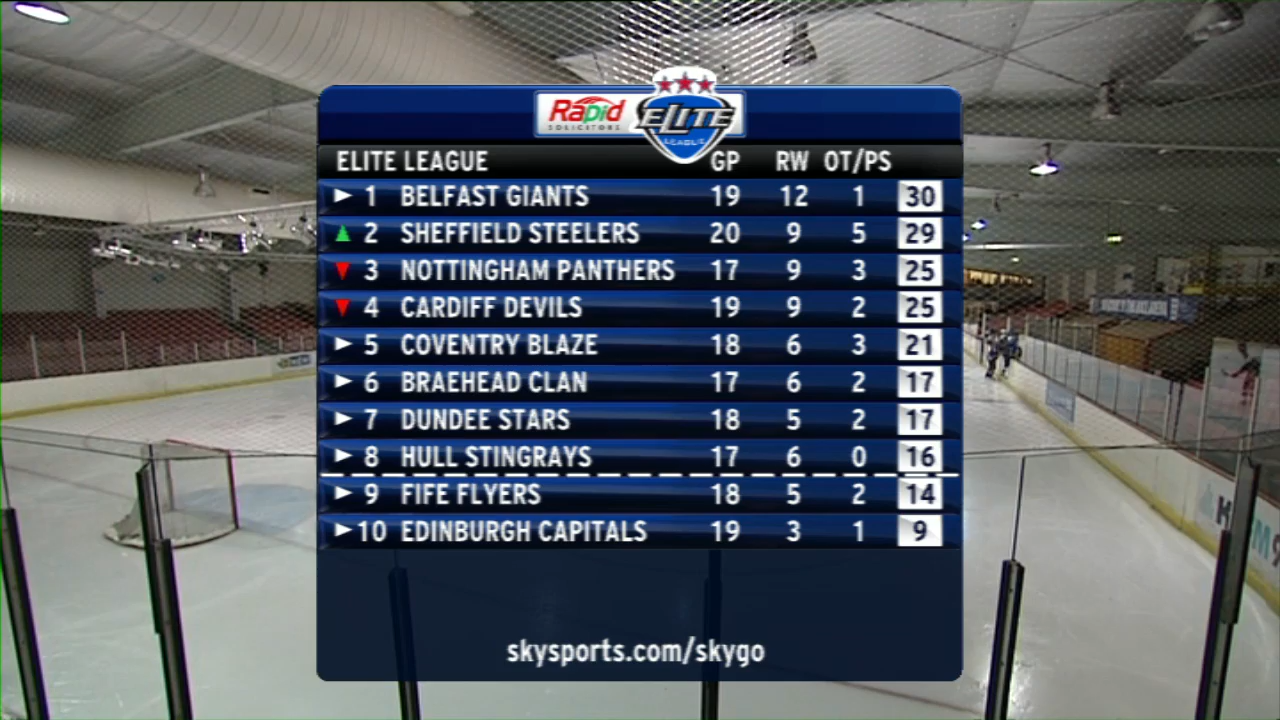 Rapid
SOLICITORS
ELITE
LEAGUE
ELITE LEAGUE GP RW OT/PS
1 BELFAST GIANTS 19 12 1 30
2 SHEFFIELD STEELERS 20 9 5 29
3 NOTTINGHAM PANTHERS 17 9 3 25
4 CARDIFF DEVILS 19 9 2 25
5 COVENTRY BLAZE 18 6 3 21
6 BRAEHEAD CLAN 17 6 2 17
7 DUNDEE STARS 18 5 2 17
8 HULL STINGRAYS 17 6 0 16
9 FIFE FLYERS 18 5 2 14
10 EDINBURGH CAPITALS 19 3 1 9
skysports.com/skygo